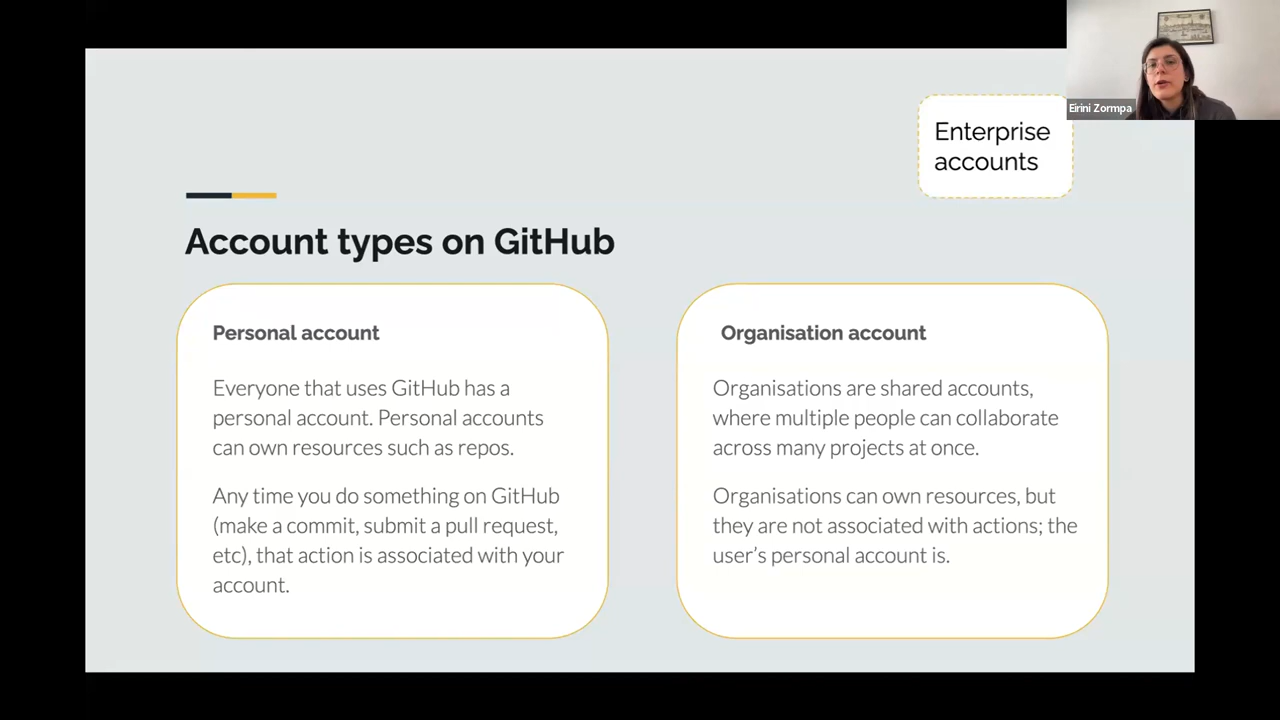 Eirini Zormpa
Enterprise
accounts
Account types on GitHub
Personal account
Everyone that uses GitHub has a
personal account. Personal accounts
can own resources such as repos.
Any time you do something on GitHub
(make a commit, submit a pull request,
etc), that action is associated with your
account.
Organisation account
Organisations are shared accounts,
where multiple people can collaborate
across many projects at once.
Organisations can own resources, but
they are not associated with actions; the
user’s personal account is.